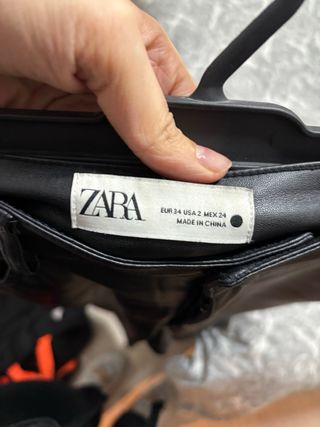 ZARA
EUR 34 USA 2 MEX 24
MADE IN CHINA